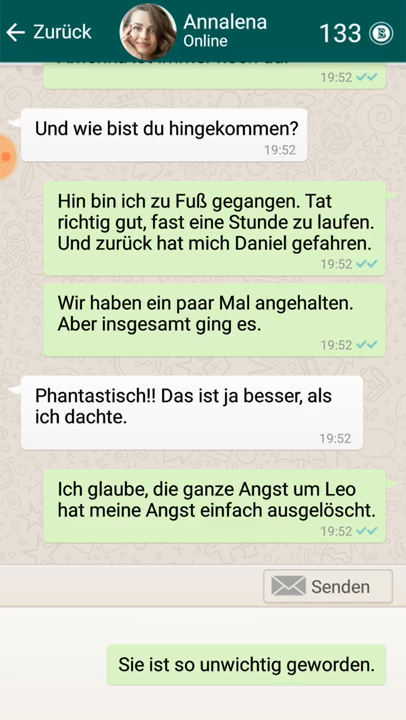 Zurück
Annalena
Online
133
19:52
Und wie bist du hingekommen?
19:52
Hin bin ich zu Fuß gegangen. Tat
richtig gut, fast eine Stunde zu laufen.
Und zurück hat mich Daniel gefahren.
19:52
Wir haben ein paar Mal angehalten.
Aber insgesamt ging es.
19:52
Phantastisch!! Das ist ja besser, als
ich dachte.
19:52
Ich glaube, die ganze Angst um Leo
hat meine Angst einfach ausgelöscht.
19:52
Senden
Sie ist so unwichtig geworden.